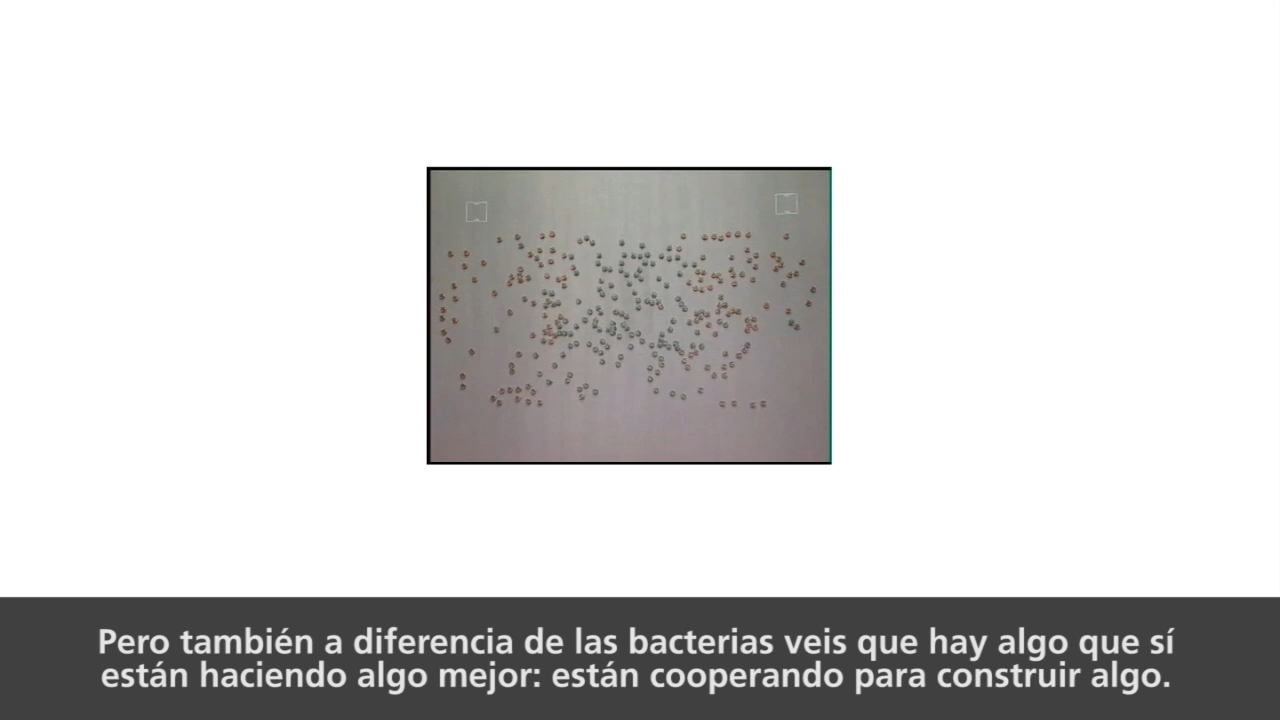 Pero también a diferencia de las bacterias veis que hay algo que sí
están haciendo algo mejor: están cooperando para construir algo.